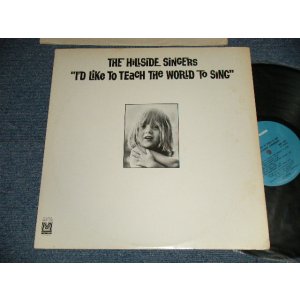 THE HILLSIDE SINGERS
"I'D LIKE TO TEACH THE WORLD TO SING"